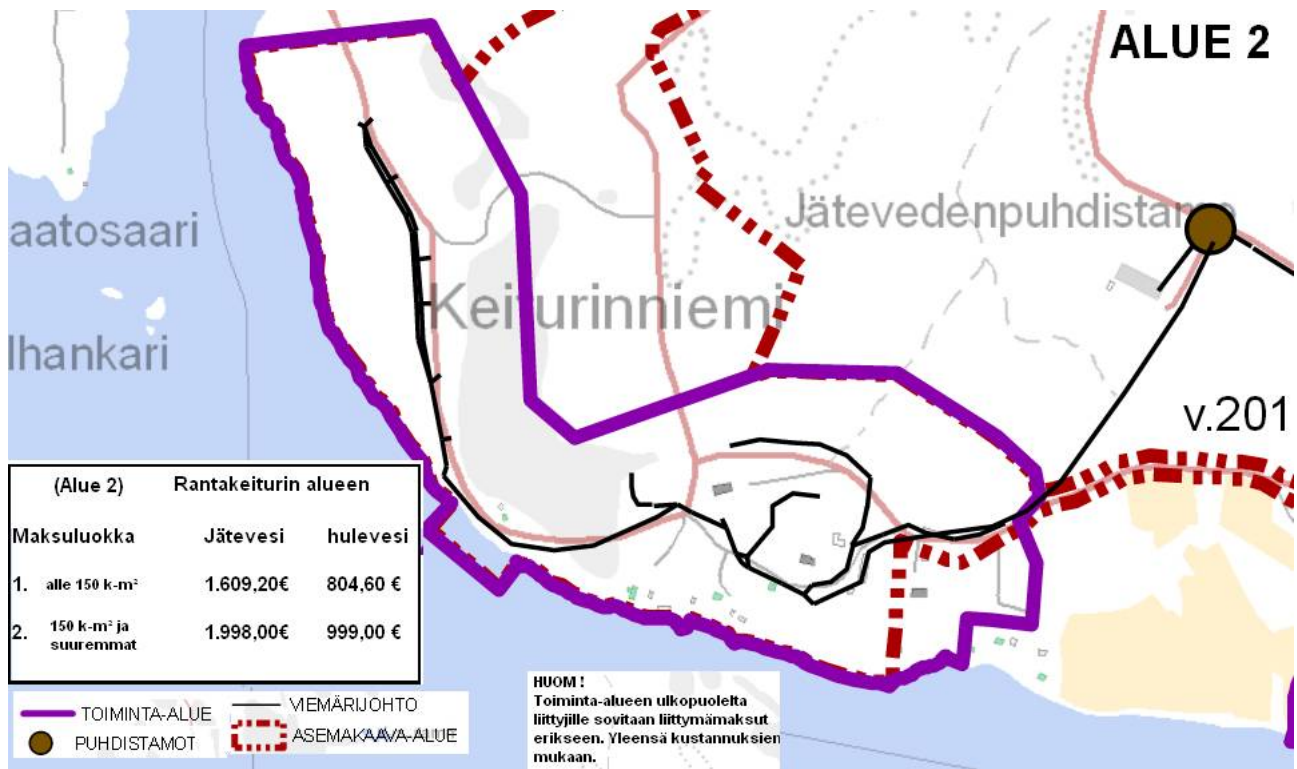 ALUE 2
Jätevedenpuhdistamo
aatosaari
Keiturinniemi
lhankari
v.201
(Alue 2) Rantakeiturin alueen
Maksuluokka Jätevesi hulevesi
1. alle 150 k-m² 1.609,20€ 804,60 €
2. 150 k-m² ja
suuremmat 1.998,00€ 999,00 €
HUOM !
Toiminta-alueen ulkopuolelta
liittyjille sovitaan liittymämaksut
erikseen. Yleensä kustannuksien
mukaan.
TOIMINTA-ALUE VIEMÄRIJOHTO
PUHDISTAMOT ASEMAKAAVA-ALUE